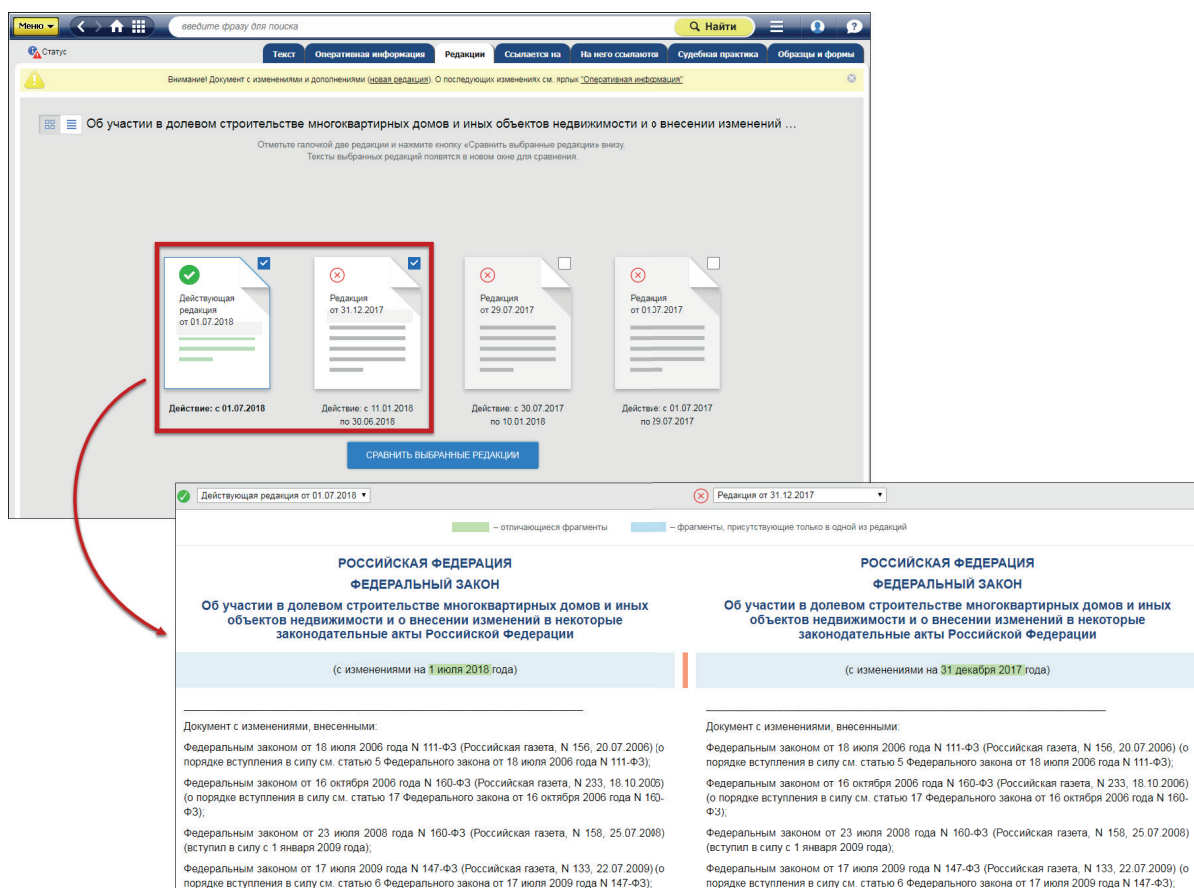 Меню
введите фразу для поиска
Найти
?
Статус
Текст
Оперативная информация
Редакции
Ссылается на
На него ссылаются
Судебная практика
Образцы и формы
Внимание! Документ с изменениями и дополнениями (новая редакция). О последующих изменениях см. ярлык "Оперативная информация"
Об участии в долевом строительстве многоквартирных домов и иных объектов недвижимости и о внесении изменений ...
Отметьте галочкой две редакции и нажмите кнопку «Сравнить выбранные редакции» внизу.
Тексты выбранных редакций появятся в новом окне для сравнения.
Действующая
редакция
от 01.07.2018
Действие: с 01.07.2018
Редакция
от 31.12.2017
Действие: с 11.01.2018
по 30.06.2018
Редакция
от 29.07.2017
Действие: с 30.07.2017
по 10.01.2018
Редакция
от 01.07.2017
Действие: с 01.07.2017
по 29.07.2017
СРАВНИТЬ ВЫБРАННЫЕ РЕДАКЦИИ
Действующая редакция от 01.07.2018
Редакция от 31.12.2017
– отличающиеся фрагменты
– фрагменты, присутствующие только в одной из редакций
РОССИЙСКАЯ ФЕДЕРАЦИЯ
ФЕДЕРАЛЬНЫЙ ЗАКОН
Об участии в долевом строительстве многоквартирных домов и иных
объектов недвижимости и о внесении изменений в некоторые
законодательные акты Российской Федерации
(с изменениями на 1 июля 2018 года)
Документ с изменениями, внесенными:
Федеральным законом от 18 июля 2006 года N 111-ФЗ (Российская газета, N 156, 20.07.2006) (о
порядке вступления в силу см. статью 5 Федерального закона от 18 июля 2006 года N 111-ФЗ);
Федеральным законом от 16 октября 2006 года N 160-ФЗ (Российская газета, N 233, 18.10.2006)
(о порядке вступления в силу см. статью 17 Федерального закона от 16 октября 2006 года N 160-
ФЗ);
Федеральным законом от 23 июля 2008 года N 160-ФЗ (Российская газета, N 158, 25.07.2008)
(вступил в силу с 1 января 2009 года);
Федеральным законом от 17 июля 2009 года N 147-ФЗ (Российская газета, N 133, 22.07.2009) (о
порядке вступления в силу см. статью 6 Федерального закона от 17 июля 2009 года N 147-ФЗ);
РОССИЙСКАЯ ФЕДЕРАЦИЯ
ФЕДЕРАЛЬНЫЙ ЗАКОН
Об участии в долевом строительстве многоквартирных домов и иных
объектов недвижимости и о внесении изменений в некоторые
законодательные акты Российской Федерации
(с изменениями на 31 декабря 2017 года)
Документ с изменениями, внесенными:
Федеральным законом от 18 июля 2006 года N 111-ФЗ (Российская газета, N 156, 20.07.2006) (о
порядке вступления в силу см. статью 5 Федерального закона от 18 июля 2006 года N 111-ФЗ);
Федеральным законом от 16 октября 2006 года N 160-ФЗ (Российская газета, N 233, 18.10.2006)
(о порядке вступления в силу см. статью 17 Федерального закона от 16 октября 2006 года N 160-
ФЗ);
Федеральным законом от 23 июля 2008 года N 160-ФЗ (Российская газета, N 158, 25.07.2008)
(вступил в силу с 1 января 2009 года);
Федеральным законом от 17 июля 2009 года N 147-ФЗ (Российская газета, N 133, 22.07.2009) (о
порядке вступления в силу см. статью 6 Федерального закона от 17 июля 2009 года N 147-ФЗ);